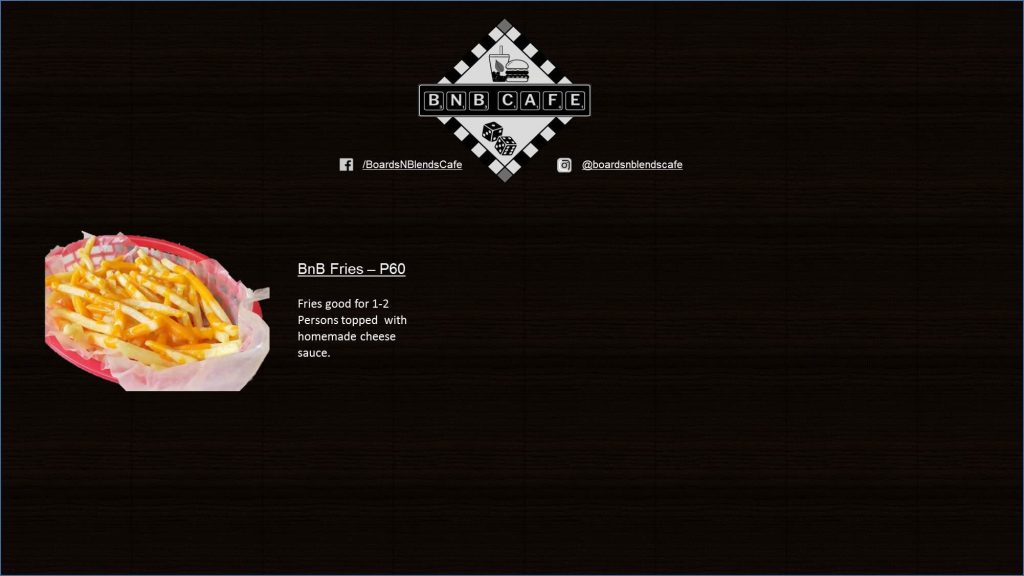 BNB CAFE
/BoardsNBlendsCafe
@boardsnblendscafe
BnB Fries – P60
Fries good for 1-2
Persons topped with
homemade cheese
sauce.